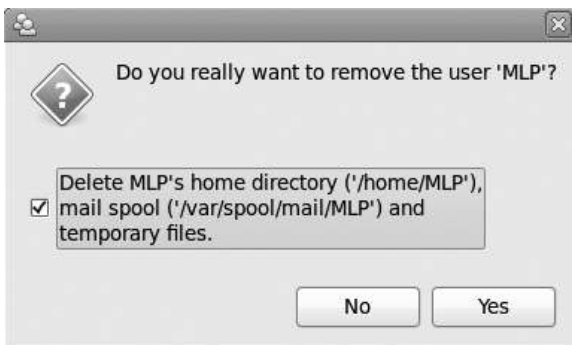 Do you really want to remove the user 'MLP'?
Delete MLP's home directory ('/home/MLP'),
mail spool ('/var/spool/mail/MLP') and
temporary files.
No
Yes